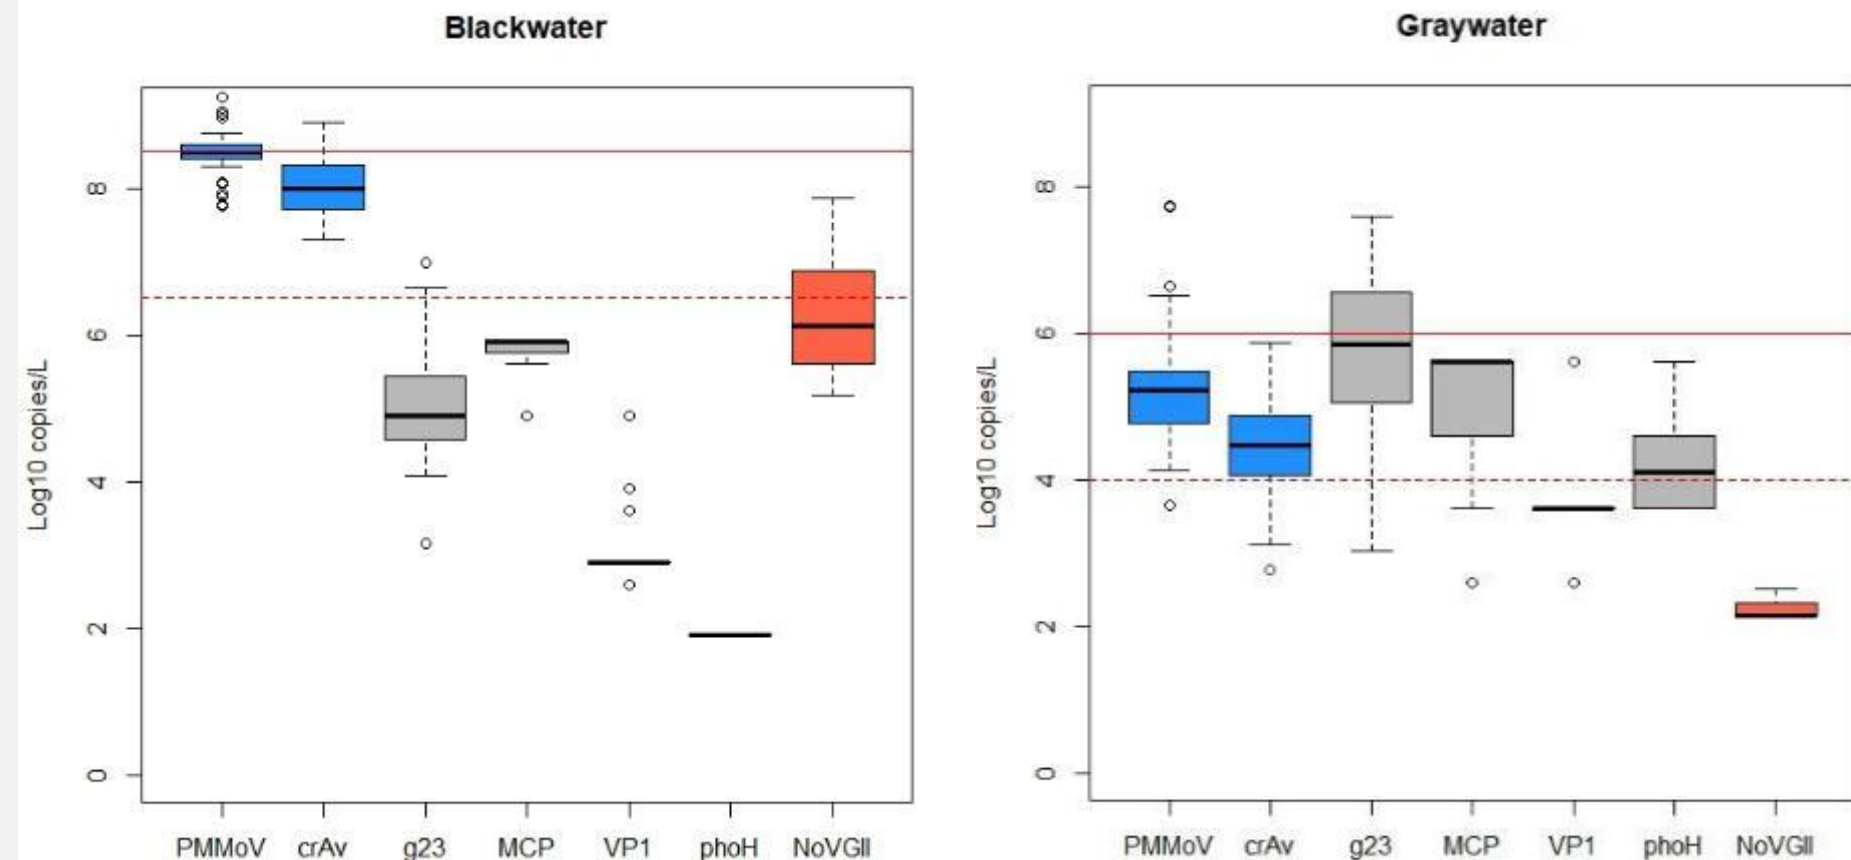 Blackwater
Log10 copies/L
8
6
4
2
0
PMMoV crAv g23 MCP VP1 phoH NoVGII
Graywater
Log10 copies/L
8
6
4
2
0
PMMoV crAv g23 MCP VP1 phoH NoVGII